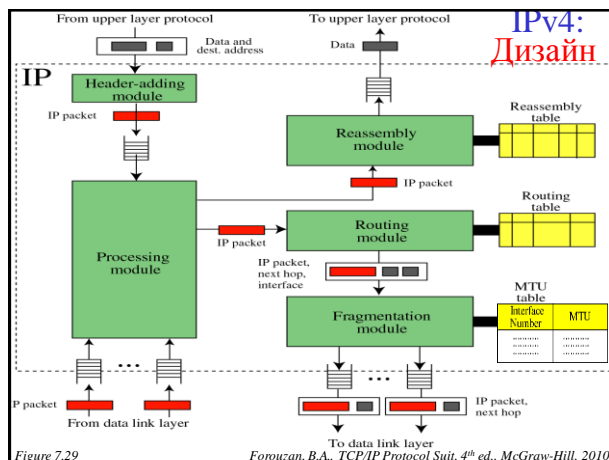 From upper layer protocol
To upper layer protocol
IPv4:
Дизайн
Data and
dest. address
Data
IP
Header-adding
module
IP packet
Reassembly
table
Reassembly
module
IP packet
Routing
table
IP packet
Routing
module
Processing
module
IP packet,
next hop,
interface
MTU
table
Interface
Number
MTU
Fragmentation
module
IP packet
From data link layer
IP packet,
next hop
To data link layer
Figure 7.29
Forouzan, B.A., TCP/IP Protocol Suit, 4th ed., McGraw-Hill, 2010